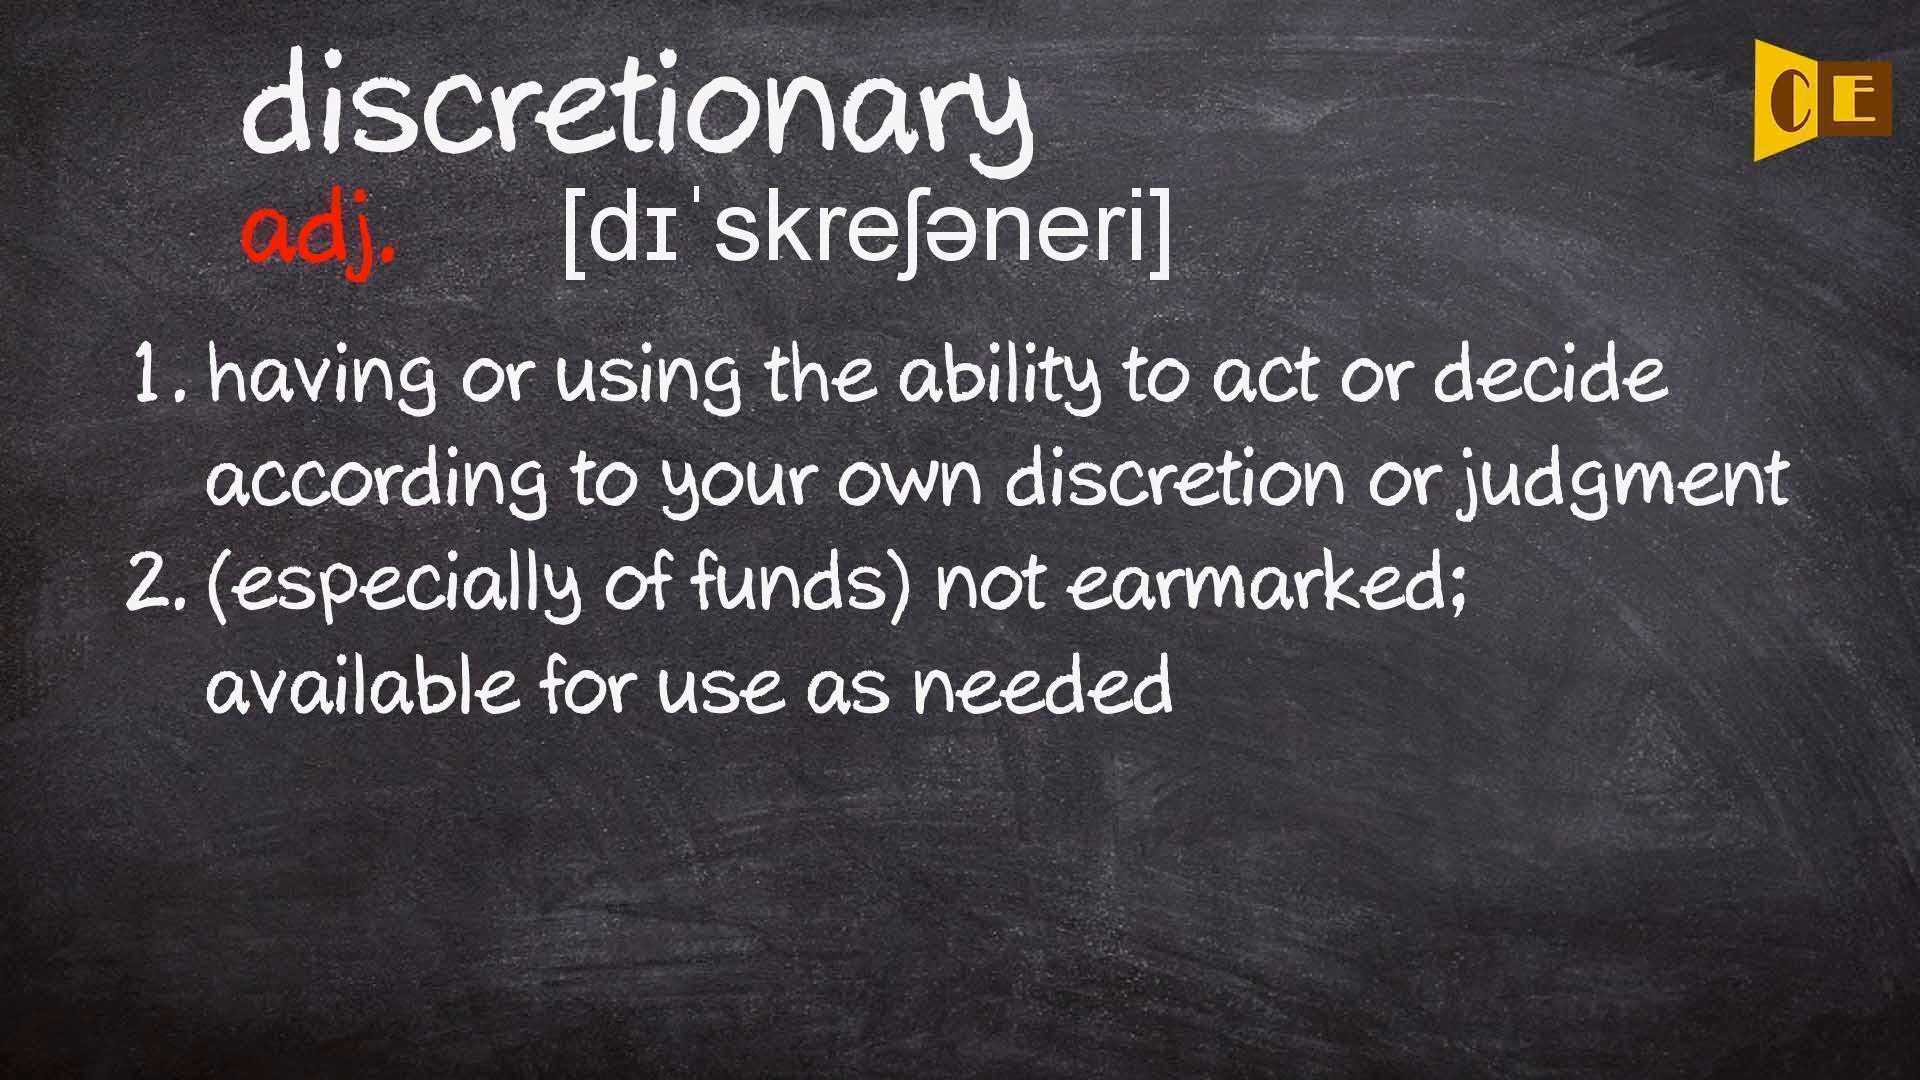 discretionary
CE
adj. [dɪˈskreʃəneri]
1. having or using the ability to act or decide
according to your own discretion or judgment
2. (especially of funds) not earmarked;
available for use as needed